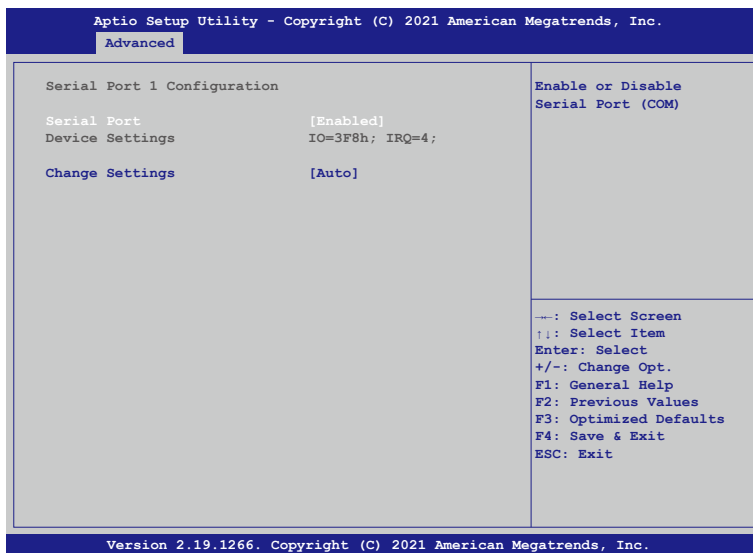 Aptio Setup Utility - Copyright (C) 2021 American Megatrends, Inc.
Advanced
Serial Port 1 Configuration
Serial Port [Enabled]
Device Settings IO=3F8h; IRQ=4;
Change Settings [Auto]
Enable or Disable
Serial Port (COM)
→←: Select Screen
↑↓: Select Item
Enter: Select
+/-: Change Opt.
F1: General Help
F2: Previous Values
F3: Optimized Defaults
F4: Save & Exit
ESC: Exit
Version 2.19.1266. Copyright (C) 2021 American Megatrends, Inc.